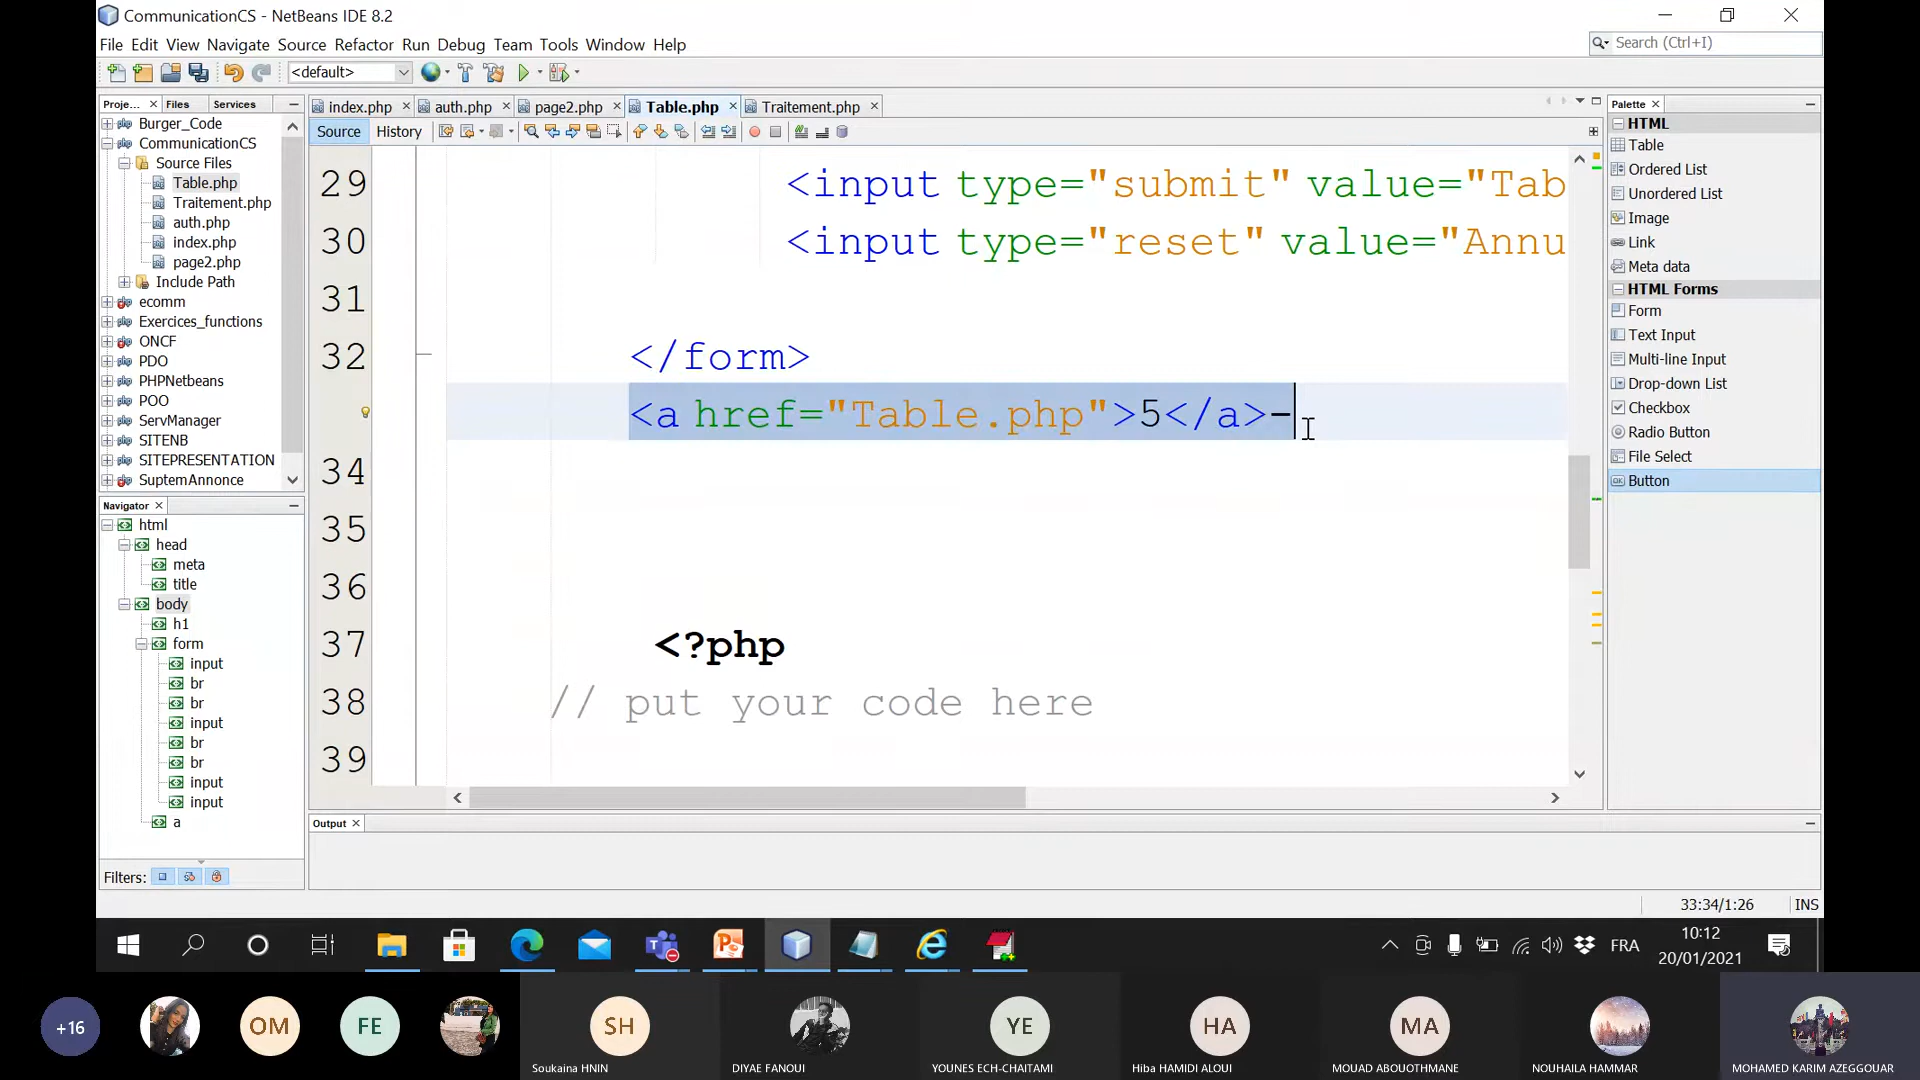 CommunicationCS - NetBeans IDE 8.2
File Edit View Navigate Source Refactor Run Debug Team Tools Window Help
Search (Ctrl+I)
<default>
Proje... Files Services
index.php auth.php page2.php Table.php Traitement.php
Palette
Source History
Burger_Code
CommunicationCS
Source Files
Table.php
Traitement.php
auth.php
index.php
page2.php
Include Path
ecomm
Exercices_functions
ONCF
PDO
PHPNetbeans
POO
ServManager
SITENB
SITEPRESENTATION
SuptemAnnonce
Navigator
html
head
meta
title
body
h1
form
input
br
br
input
br
br
input
input
a
Filters:
29 <input type="submit" value="Tab
30 <input type="reset" value="Annu
31
32 </form>
<a href="Table.php">5</a>-
34
35
36
37 <?php
38 // put your code here
39
Output
HTML
Table
Ordered List
Unordered List
Image
Link
Meta data
HTML Forms
Form
Text Input
Multi-line Input
Drop-down List
Checkbox
Radio Button
File Select
Button
33:34/1:26 INS
FRA
10:12
20/01/2021
+16
OM
FE
SH
YE
HA
MA
Soukaina HNIN
DIYAE FANOUI
YOUNES ECH-CHAITAMI
Hiba HAMIDI ALOUI
MOUAD ABOUOTHMANE
NOUHAILA HAMMAR
MOHAMED KARIM AZEGGOUAR